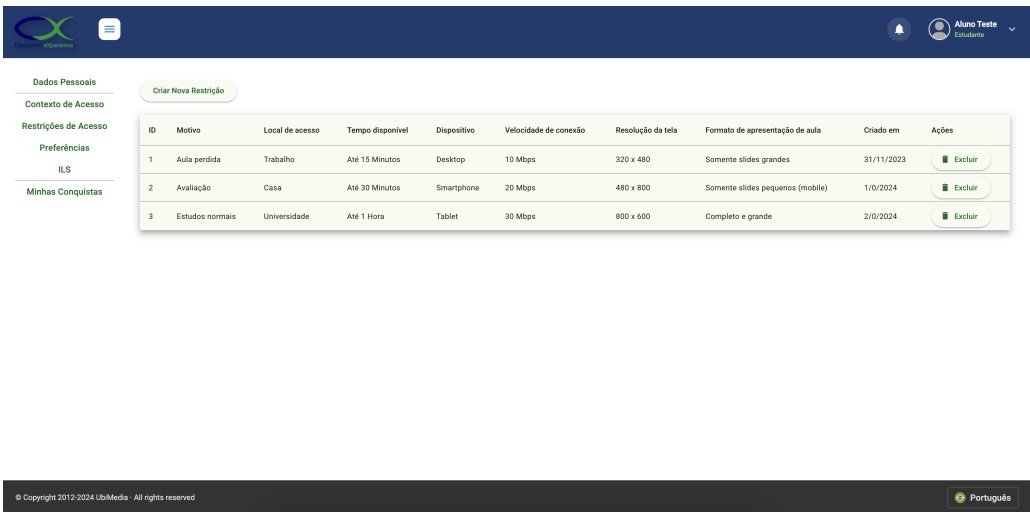 Classroom eXperience
Aluno Teste
Estudante
Dados Pessoais
Contexto de Acesso
Restrições de Acesso
Preferências
ILS
Minhas Conquistas
Criar Nova Restrição
ID Motivo Local de acesso Tempo disponível Dispositivo Velocidade de conexão Resolução da tela Formato de apresentação de aula Criado em Ações
1 Aula perdida Trabalho Até 15 Minutos Desktop 10 Mbps 320 x 480 Somente slides grandes 31/11/2023 Excluir
2 Avaliação Casa Até 30 Minutos Smartphone 20 Mbps 480 x 800 Somente slides pequenos (mobile) 1/0/2024 Excluir
3 Estudos normais Universidade Até 1 Hora Tablet 30 Mbps 800 x 600 Completo e grande 2/0/2024 Excluir
© Copyright 2012-2024 UbiMedia · All rights reserved
Português